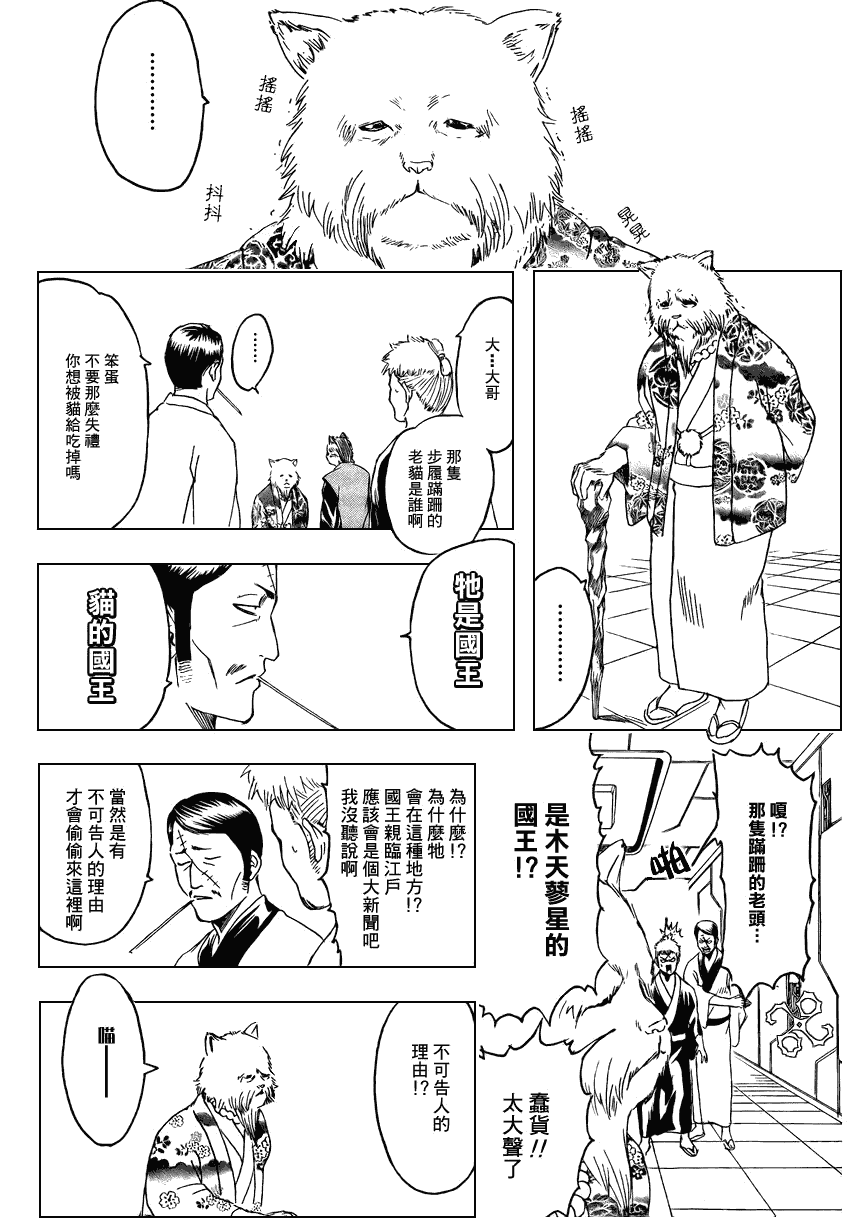 搖搖
…………
搖搖
抖抖
晃晃
…………
大…大哥
那隻
步履蹣跚的
老貓是誰啊
……
笨蛋
不要那麼失禮
你想被貓給吃掉嗎
牠是國王
貓的國王
嗄!?
那隻蹣跚的老頭…
啪
是木天蓼星的
國王!?
蠢貨!!
太大聲了
為什麼!?
為什麼牠
會在這種地方!?
國王親臨江戶
應該會是個大新聞吧
我沒聽說啊
當然是有
不可告人的理由
才會偷偷來這裡啊
不可告人的
理由!?
喵——